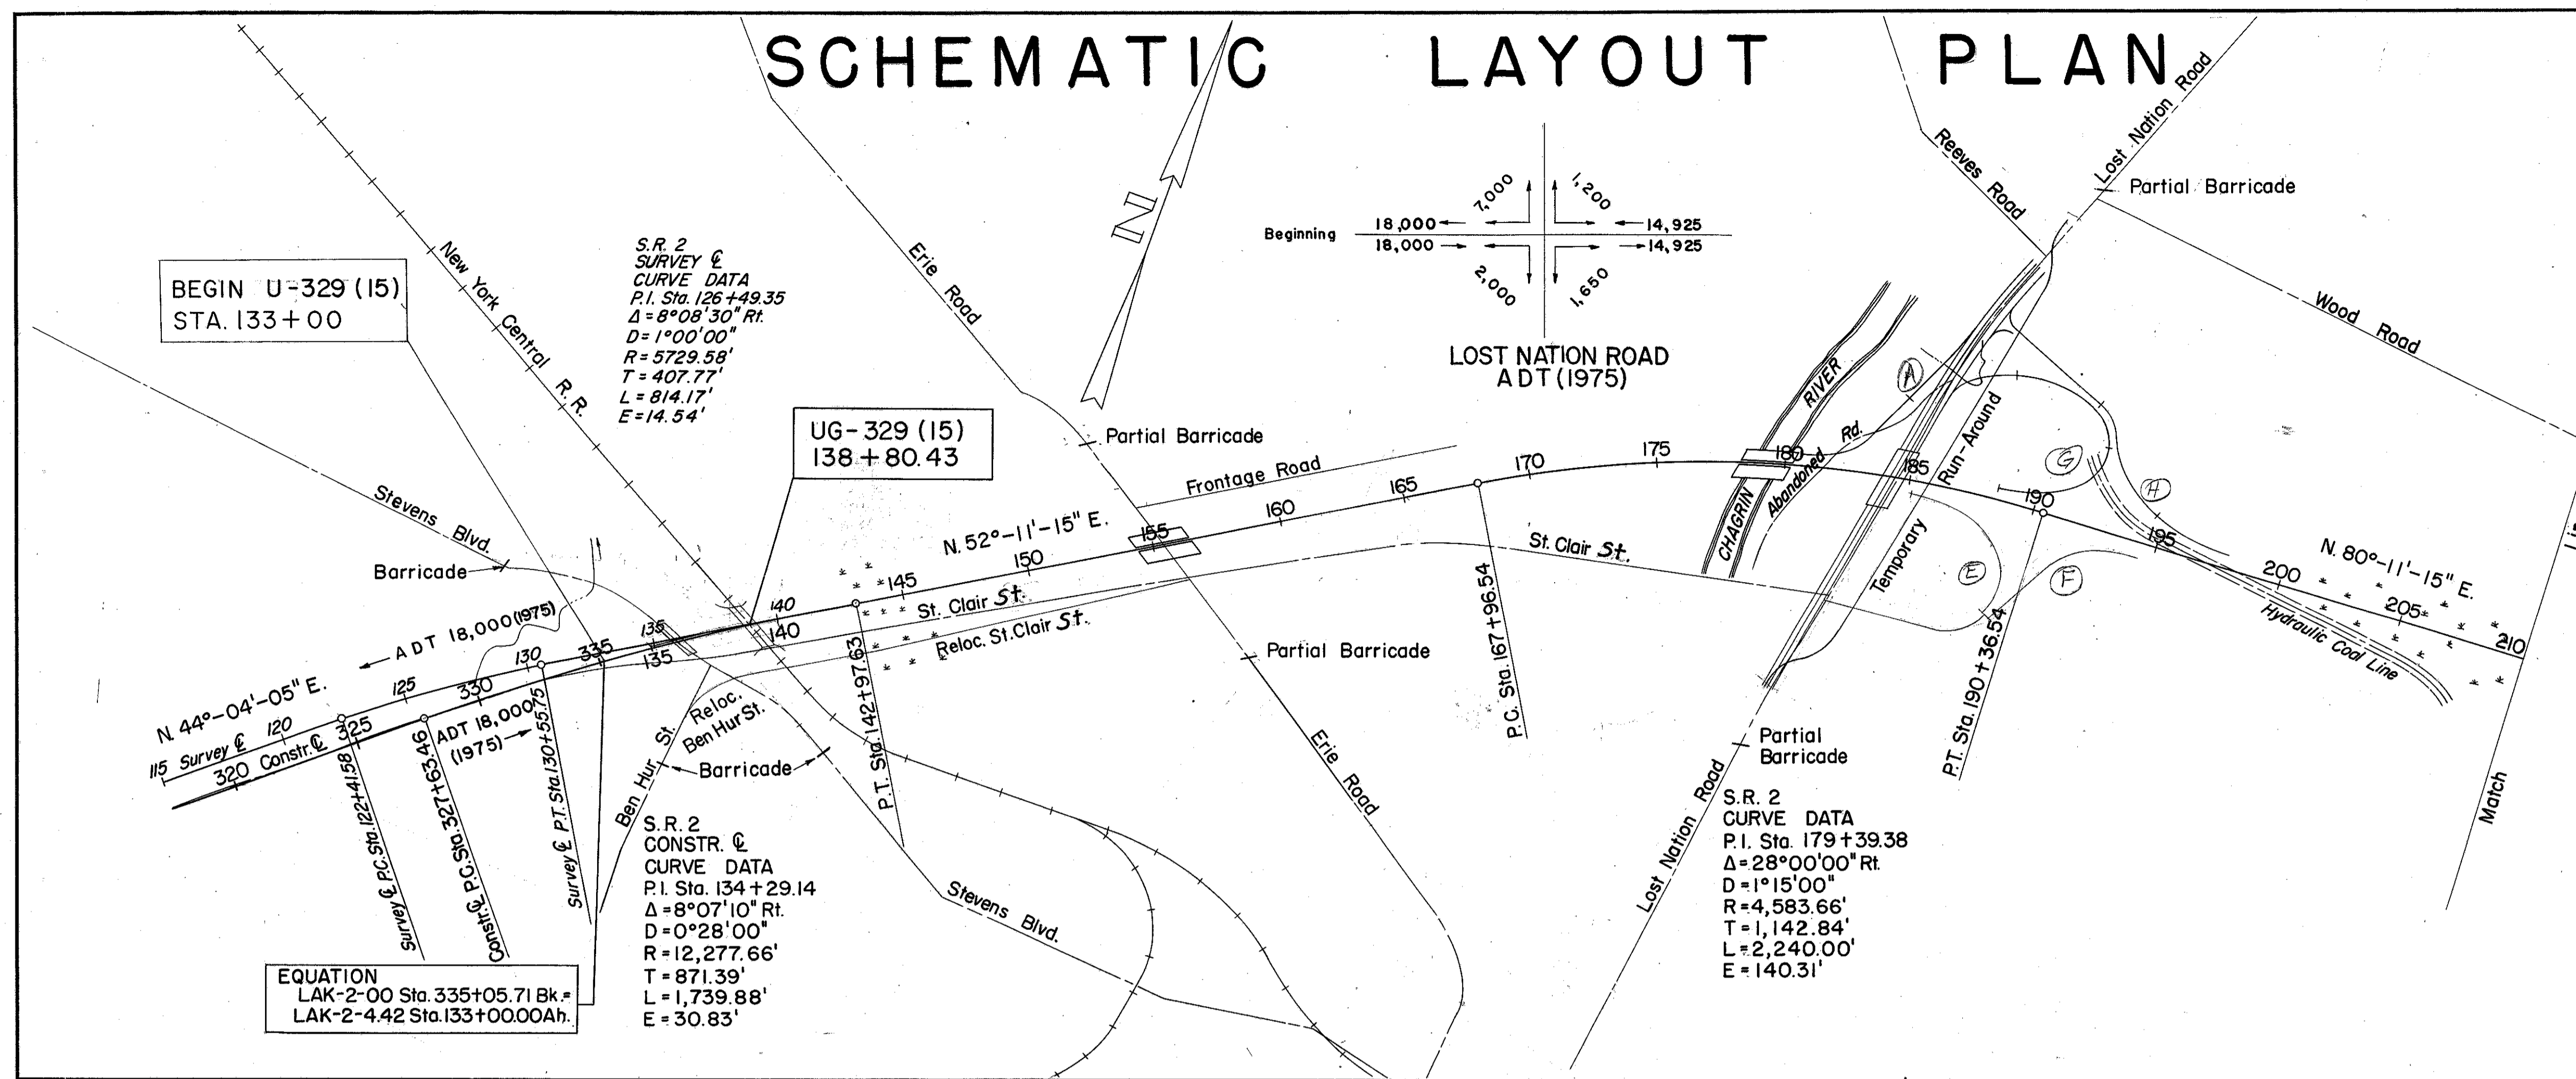 SCHEMATIC LAYOUT PLAN
BEGIN U-329 (15)
STA. 133+00
New York Central R. R.
S.R. 2
SURVEY ℄
CURVE DATA
P.I. Sta. 126+49.35
Δ = 8°08'30" Rt.
D = 1°00'00"
R = 5729.58'
T = 407.77'
L = 814.17'
E = 14.54'
Erie Road
N
Beginning
18,000
18,000
7,000
1,200
14,925
14,925
2,000
1,650
LOST NATION ROAD
ADT (1975)
Reeves Road
Lost Nation Road
Partial Barricade
Wood Road
UG-329 (15)
138+80.43
Partial Barricade
Frontage Road
RIVER
CHAGRIN
Abandoned Rd.
Temporary Run-Around
A
G
H
E
F
Stevens Blvd.
Barricade
ADT 18,000 (1975)
N. 44°-04'-05" E.
115 Survey ℄ 120 125 130 135 140
320 Constr. ℄ 325 330 335 135 140
ADT 18,000
(1975)
N. 52°-11'-15" E.
145 150 155 160 165 170 175 180 185 190 195 200 205 210
N. 80°-11'-15" E.
St. Clair St.
Reloc. St. Clair St.
St. Clair St.
Hydraulic Coal Line
Partial Barricade
Erie Road
Survey ℄ P.C. Sta. 122+41.58
Constr. ℄ P.C. Sta. 327+63.46
Survey ℄ P.T. Sta. 130+55.75
Ben Hur St.
Reloc.
Ben Hur St.
Barricade
P.T. Sta. 142+97.63
P.C. Sta. 167+96.54
P.T. Sta. 190+36.54
Partial
Barricade
Lost Nation Road
Match
EQUATION
LAK-2-00 Sta. 335+05.71 Bk.=
LAK-2-4.42 Sta. 133+00.00 Ah.
S.R. 2
CONSTR. ℄
CURVE DATA
P.I. Sta. 134+29.14
Δ = 8°07'10" Rt.
D = 0°28'00"
R = 12,277.66'
T = 871.39'
L = 1,739.88'
E = 30.83'
Stevens Blvd.
S.R. 2
CURVE DATA
P.I. Sta. 179+39.38
Δ = 28°00'00" Rt.
D = 1°15'00"
R = 4,583.66'
T = 1,142.84'
L = 2,240.00'
E = 140.31'